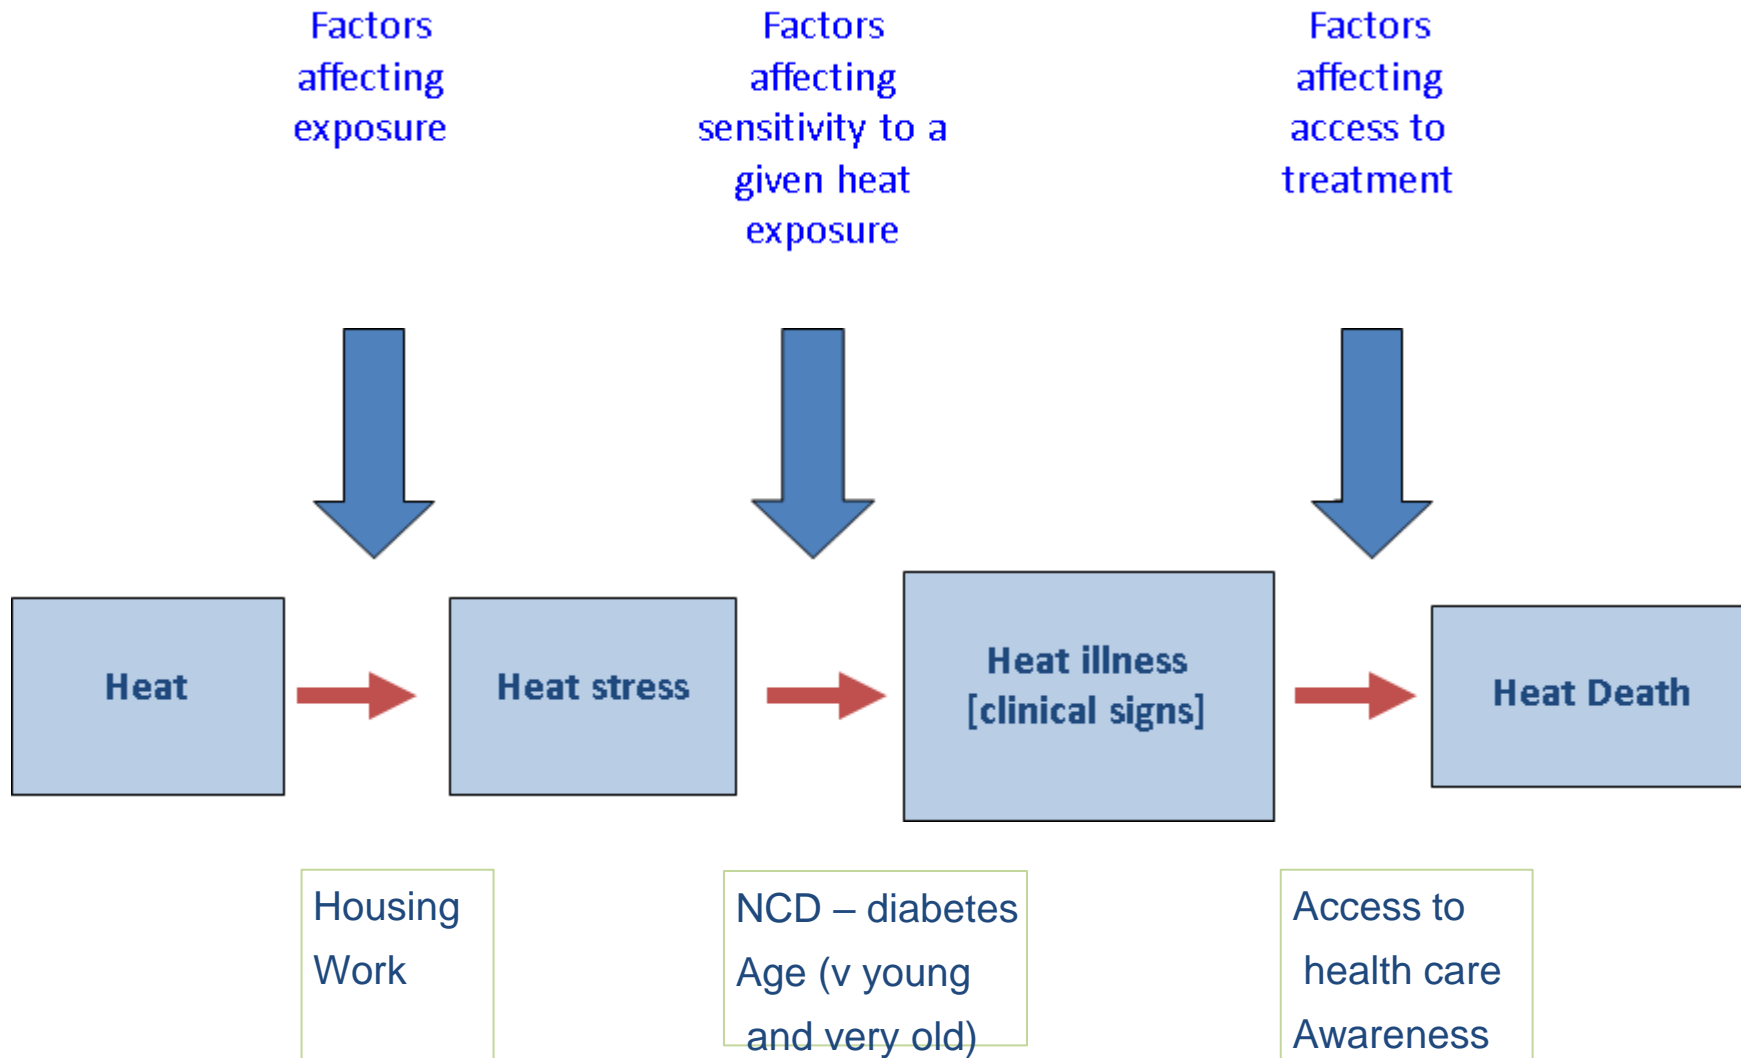 Factors
affecting
exposure
Factors
affecting
sensitivity to a
given heat
exposure
Factors
affecting
access to
treatment
Heat
Heat stress
Heat illness
[clinical signs]
Heat Death
Housing
Work
NCD – diabetes
Age (v young
and very old)
Access to
health care
Awareness